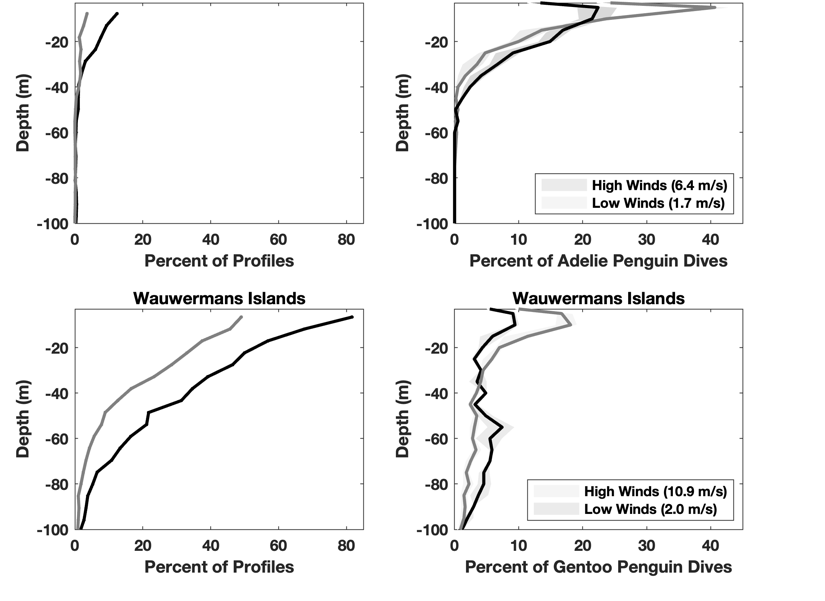 -20
-40
-60
-80
-100
0 20 40 60 80
Depth (m)
Percent of Profiles
-20
-40
-60
-80
-100
0 10 20 30 40
Depth (m)
High Winds (6.4 m/s)
Low Winds (1.7 m/s)
Percent of Adelie Penguin Dives
Wauwermans Islands
-20
-40
-60
-80
-100
0 20 40 60 80
Depth (m)
Percent of Profiles
Wauwermans Islands
-20
-40
-60
-80
-100
0 10 20 30 40
Depth (m)
High Winds (10.9 m/s)
Low Winds (2.0 m/s)
Percent of Gentoo Penguin Dives